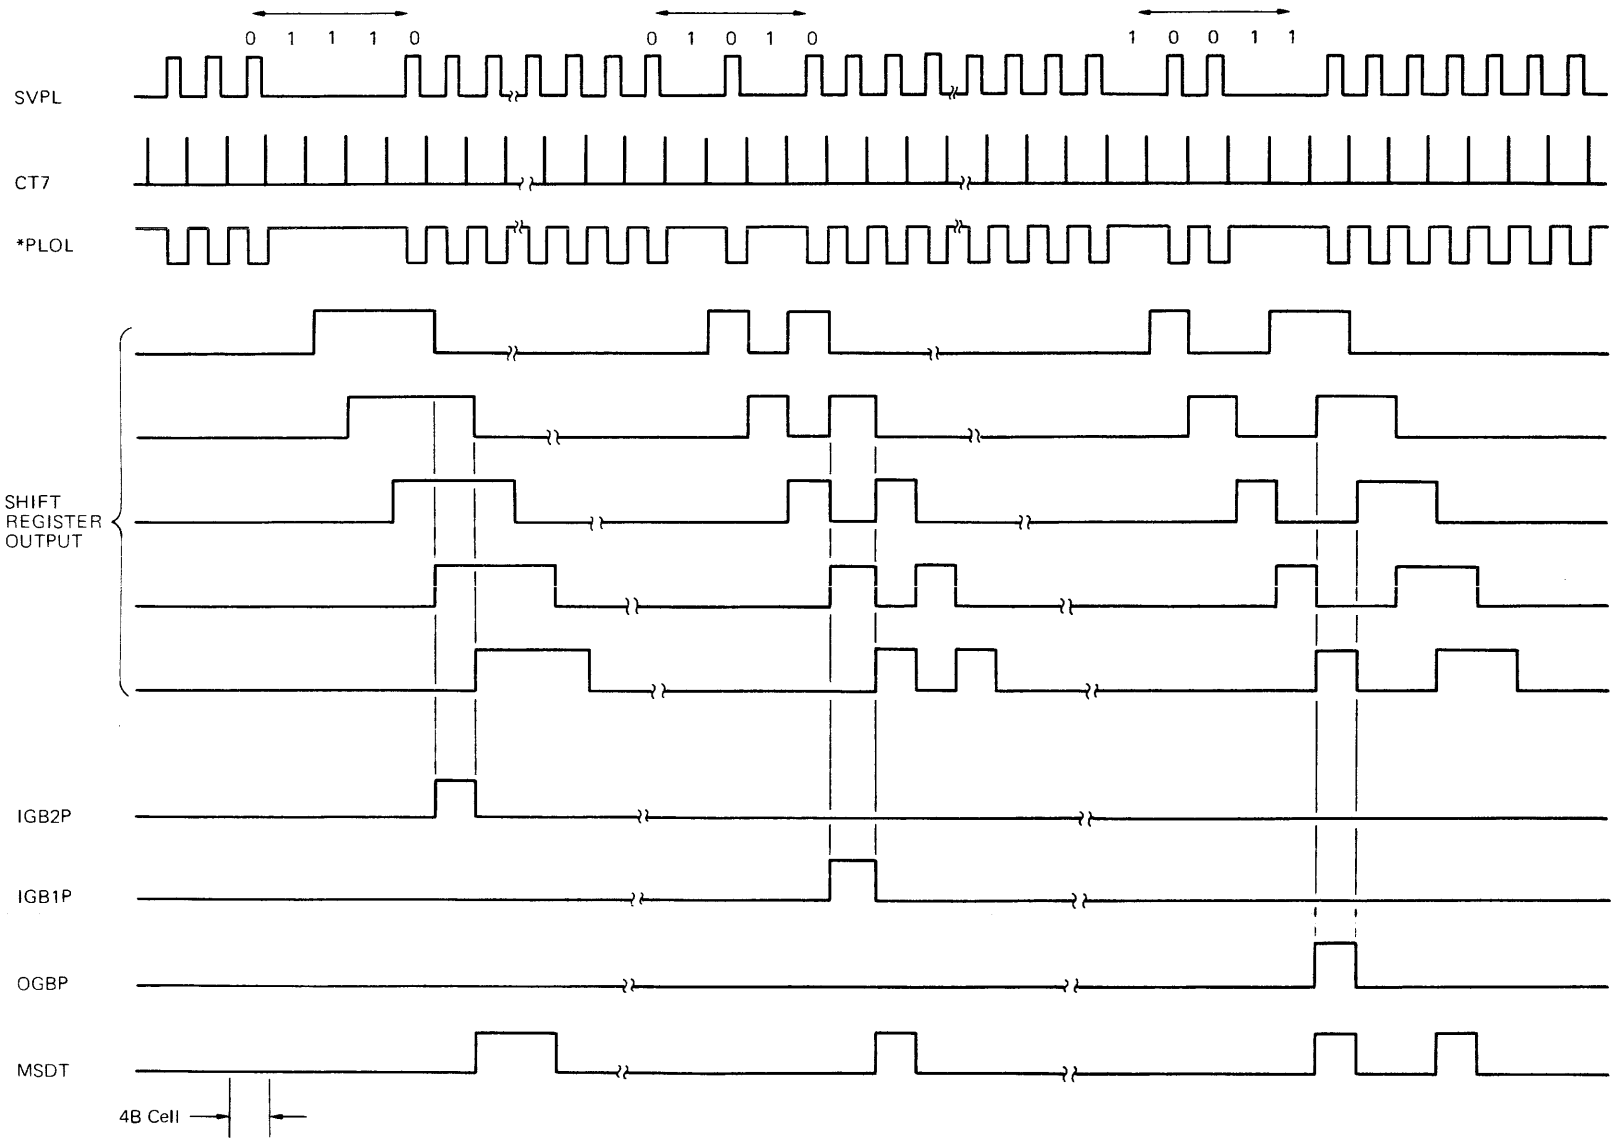 0 1 1 1 0 0 1 0 1 0 1 0 0 1 1
SVPL
CT7
*PLOL
SHIFT
REGISTER
OUTPUT
IGB2P
IGB1P
OGBP
MSDT
4B Cell